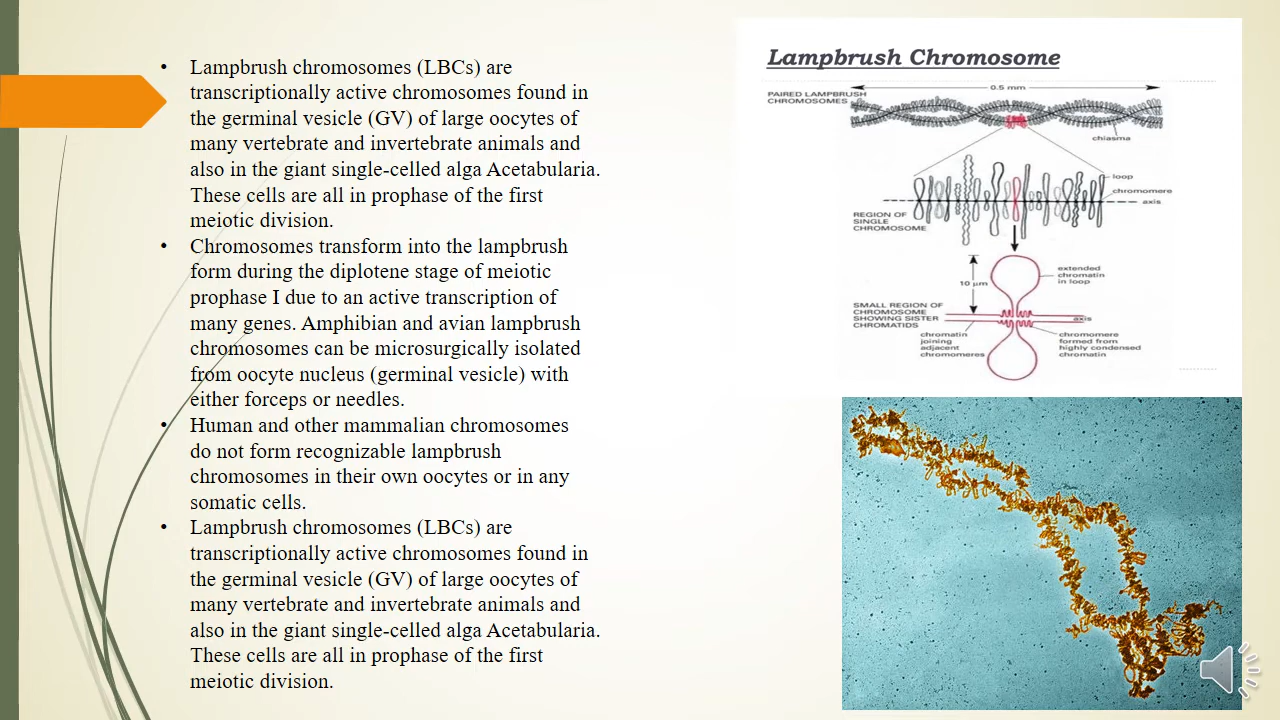 • Lampbrush chromosomes (LBCs) are
transcriptionally active chromosomes found in
the germinal vesicle (GV) of large oocytes of
many vertebrate and invertebrate animals and
also in the giant single-celled alga Acetabularia.
These cells are all in prophase of the first
meiotic division.
• Chromosomes transform into the lampbrush
form during the diplotene stage of meiotic
prophase I due to an active transcription of
many genes. Amphibian and avian lampbrush
chromosomes can be microsurgically isolated
from oocyte nucleus (germinal vesicle) with
either forceps or needles.
• Human and other mammalian chromosomes
do not form recognizable lampbrush
chromosomes in their own oocytes or in any
somatic cells.
• Lampbrush chromosomes (LBCs) are
transcriptionally active chromosomes found in
the germinal vesicle (GV) of large oocytes of
many vertebrate and invertebrate animals and
also in the giant single-celled alga Acetabularia.
These cells are all in prophase of the first
meiotic division.
Lampbrush Chromosome
0.5 mm
PAIRED LAMPBRUSH
CHROMOSOMES
chiasma
loop
chromomere
axis
REGION OF
SINGLE
CHROMOSOME
extended
chromatin
in loop
10 µm
SMALL REGION OF
CHROMOSOME
SHOWING SISTER
CHROMATIDS
axis
chromatin
joining
adjacent
chromomeres
chromomere
formed from
highly condensed
chromatin